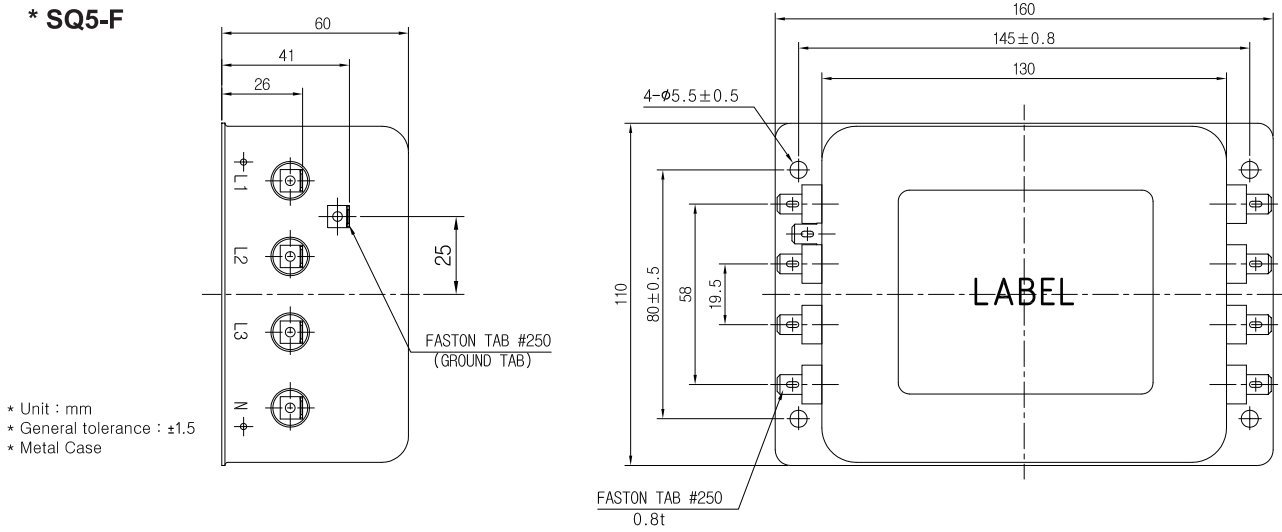 * SQ5-F
60
41
26
L1
L2
L3
N
25
FASTON TAB #250
(GROUND TAB)
* Unit : mm
* General tolerance : ±1.5
* Metal Case
160
145±0.8
130
4-ø5.5±0.5
110
80±0.5
58
19.5
LABEL
FASTON TAB #250
0.8t